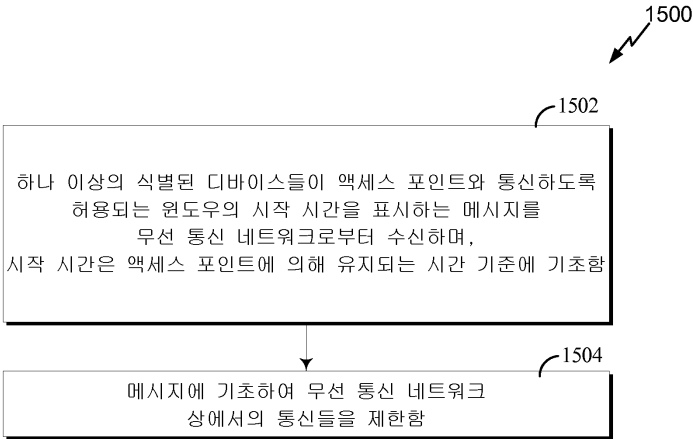 1500
1502
하나 이상의 식별된 디바이스들이 액세스 포인트와 통신하도록
허용되는 윈도우의 시작 시간을 표시하는 메시지를
무선 통신 네트워크로부터 수신하며,
시작 시간은 액세스 포인트에 의해 유지되는 시간 기준에 기초함
1504
메시지에 기초하여 무선 통신 네트워크
상에서의 통신들을 제한함